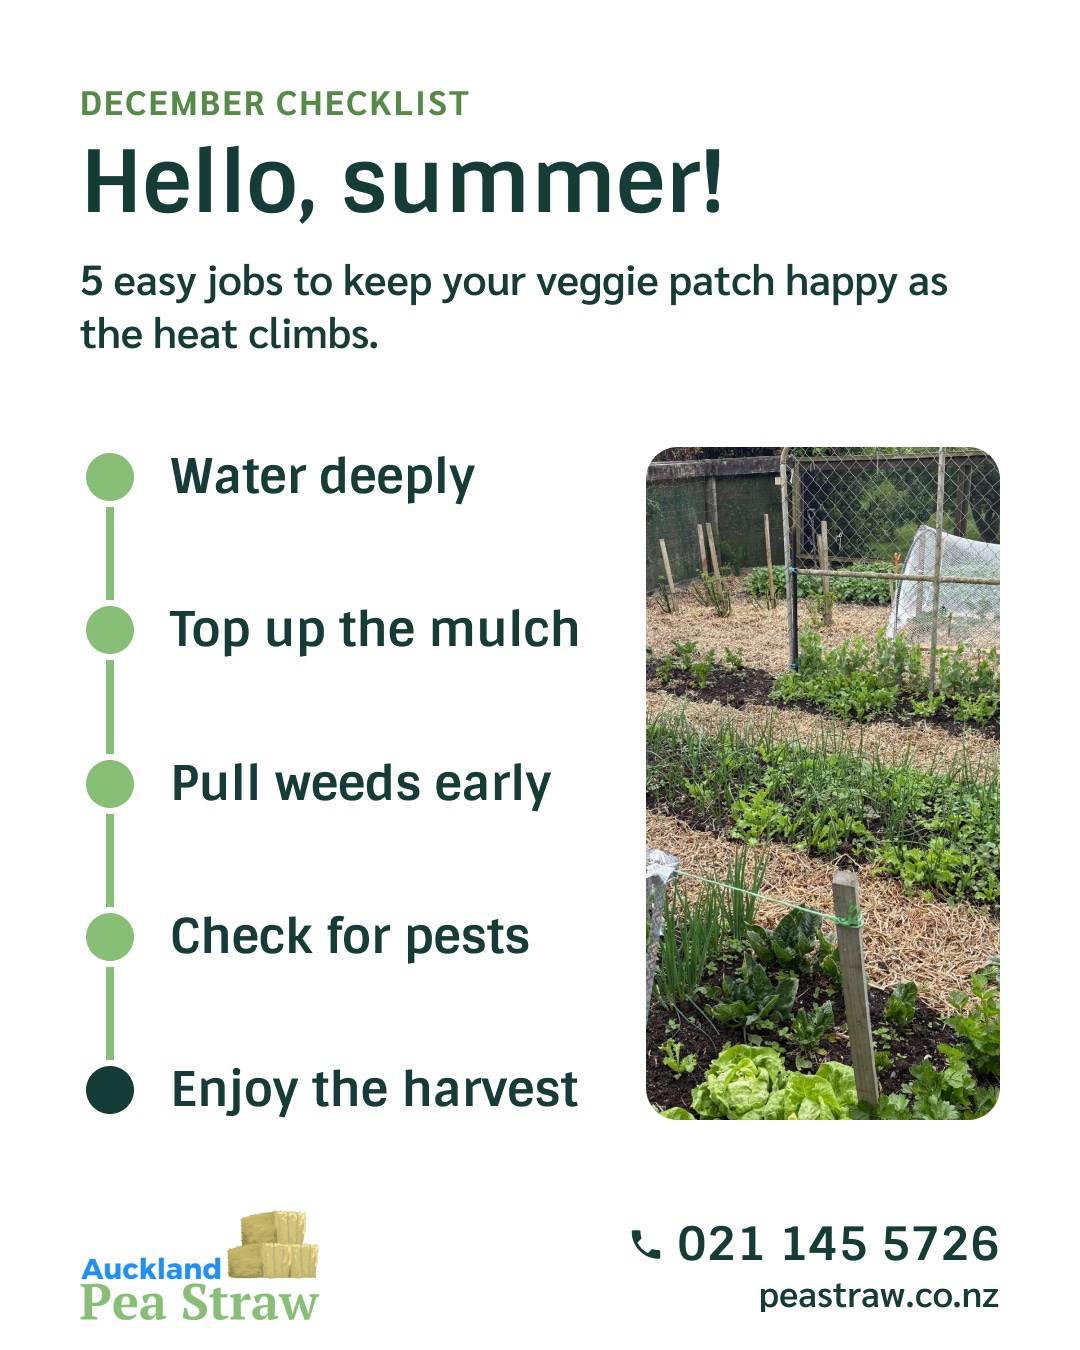 DECEMBER CHECKLIST
Hello, summer!
5 easy jobs to keep your veggie patch happy as
the heat climbs.
Water deeply
Top up the mulch
Pull weeds early
Check for pests
Enjoy the harvest
Auckland
Pea Straw
021 145 5726
peastraw.co.nz